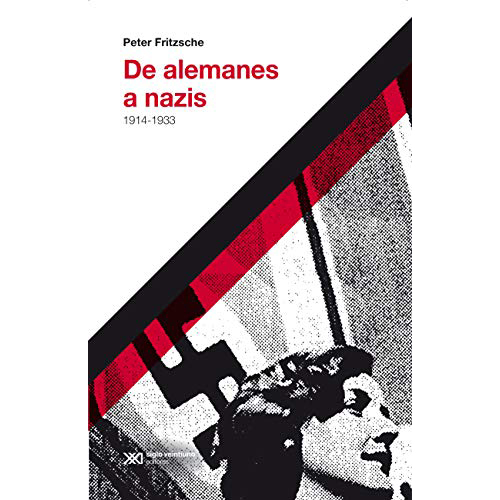 Peter Fritzsche
De alemanes
a nazis
1914-1933
siglo veintiuno
editores